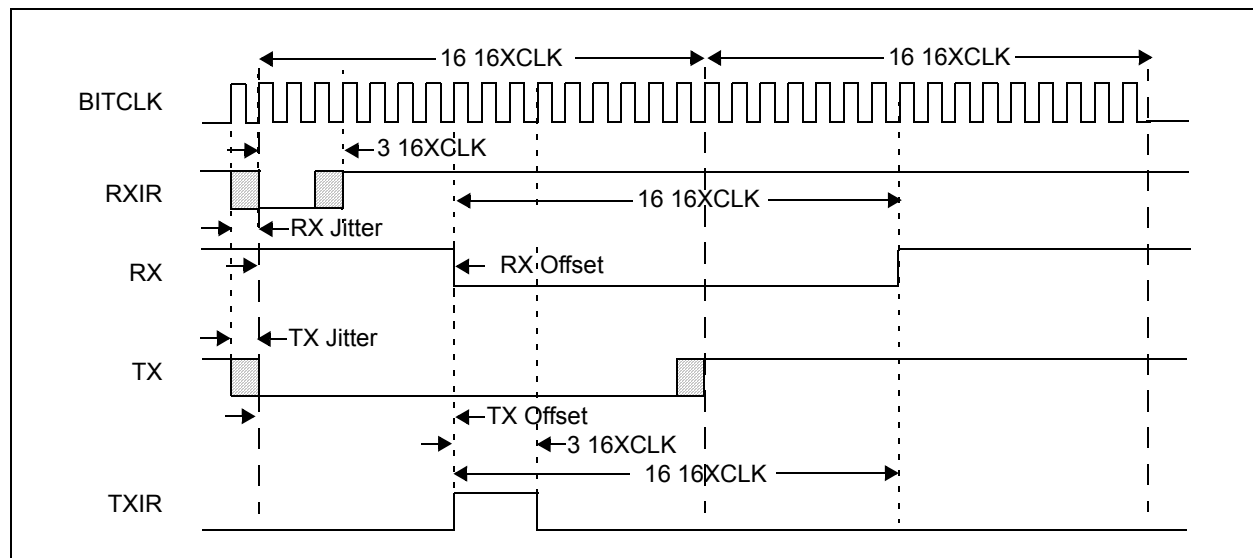 16 16XCLK
16 16XCLK
BITCLK
3 16XCLK
RXIR
16 16XCLK
RX Jitter
RX
RX Offset
TX Jitter
TX
TX Offset
3 16XCLK
16 16XCLK
TXIR